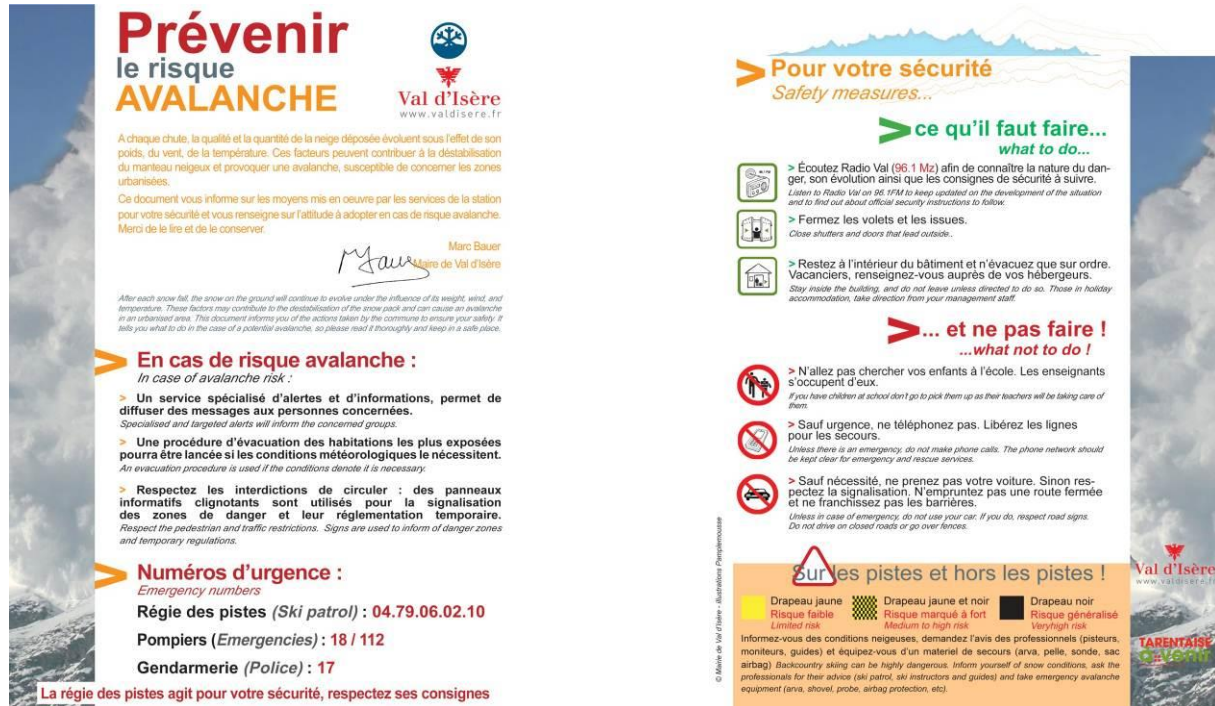 Prévenir
le risque
AVALANCHE
Val d'Isère
www.valdisere.fr
A chaque chute, la qualité et la quantité de la neige déposée évoluent sous l'effet de son
poids, du vent, de la température. Ces facteurs peuvent contribuer à la déstabilisation
du manteau neigeux et provoquer une avalanche, susceptible de concerner les zones
urbanisées.
Ce document vous informe sur les moyens mis en oeuvre par les services de la station
pour votre sécurité et vous renseigne sur l'attitude à adopter en cas de risque avalanche.
Merci de le lire et de le conserver.
Marc Bauer
Maire de Val d'Isère
After each snow fall, the snow on the ground will continue to evolve under the influence of its weight, wind, and
temperature. These factors may contribute to the destabilisation of the snow pack and can cause an avalanche
in an urbanised area. This document informs you of the actions taken by the commune to ensure your safety. It
tells you what to do in the case of a potential avalanche, so please read it thoroughly and keep in a safe place.
> En cas de risque avalanche :
In case of avalanche risk :
> Un service spécialisé d'alertes et d'informations, permet de
diffuser des messages aux personnes concernées.
Specialised and targeted alerts will inform the concerned groups.
> Une procédure d'évacuation des habitations les plus exposées
pourra être lancée si les conditions météorologiques le nécessitent.
An evacuation procedure is used if the conditions denote it is necessary.
> Respectez les interdictions de circuler : des panneaux
informatifs clignotants sont utilisés pour la signalisation
des zones de danger et leur réglementation temporaire.
Respect the pedestrian and traffic restrictions. Signs are used to inform of danger zones
and temporary regulations.
> Numéros d'urgence :
Emergency numbers
Régie des pistes (Ski patrol) : 04.79.06.02.10
Pompiers (Emergencies) : 18 / 112
Gendarmerie (Police) : 17
La régie des pistes agit pour votre sécurité, respectez ses consignes
> Pour votre sécurité
Safety measures...
> ce qu'il faut faire...
what to do...
> Écoutez Radio Val (96.1 Mz) afin de connaître la nature du dan-
ger, son évolution ainsi que les consignes de sécurité à suivre.
Listen to Radio Val on 96.1FM to keep updated on the development of the situation
and to find out about official security instructions to follow.
> Fermez les volets et les issues.
Close shutters and doors that lead outside..
> Restez à l'intérieur du bâtiment et n'évacuez que sur ordre.
Vacanciers, renseignez-vous auprès de vos hébergeurs.
Stay inside the building, and do not leave unless directed to do so. Those in holiday
accommodation, take direction from your management staff.
>... et ne pas faire !
...what not to do !
> N'allez pas chercher vos enfants à l'école. Les enseignants
s'occupent d'eux.
If you have children at school don't go to pick them up as their teachers will be taking care of
them.
> Sauf urgence, ne téléphonez pas. Libérez les lignes
pour les secours.
Unless there is an emergency, do not make phone calls. The phone network should
be kept clear for emergency and rescue services.
> Sauf nécessité, ne prenez pas votre voiture. Sinon res-
pectez la signalisation. N'empruntez pas une route fermée
et ne franchissez pas les barrières.
Unless in case of emergency, do not use your car. If you do, respect road signs.
Do not drive on closed roads or go over fences.
© Mairie de Val d'Isère - illustrations Pamplemousse
Sur les pistes et hors les pistes !
Drapeau jaune
Risque faible
Limited risk
Drapeau jaune et noir
Risque marqué à fort
Medium to high risk
Drapeau noir
Risque généralisé
Veryhigh risk
Informez-vous des conditions neigeuses, demandez l'avis des professionnels (pisteurs,
moniteurs, guides) et équipez-vous d'un materiel de secours (arva, pelle, sonde, sac
airbag) Backcountry skiing can be highly dangerous. Inform yourself of snow conditions, ask the
professionals for their advice (ski patrol, ski instructors and guides) and take emergency avalanche
equipment (arva, shovel, probe, airbag protection, etc).
Val d'Isère
www.valdisere.fr
TARENTAISE